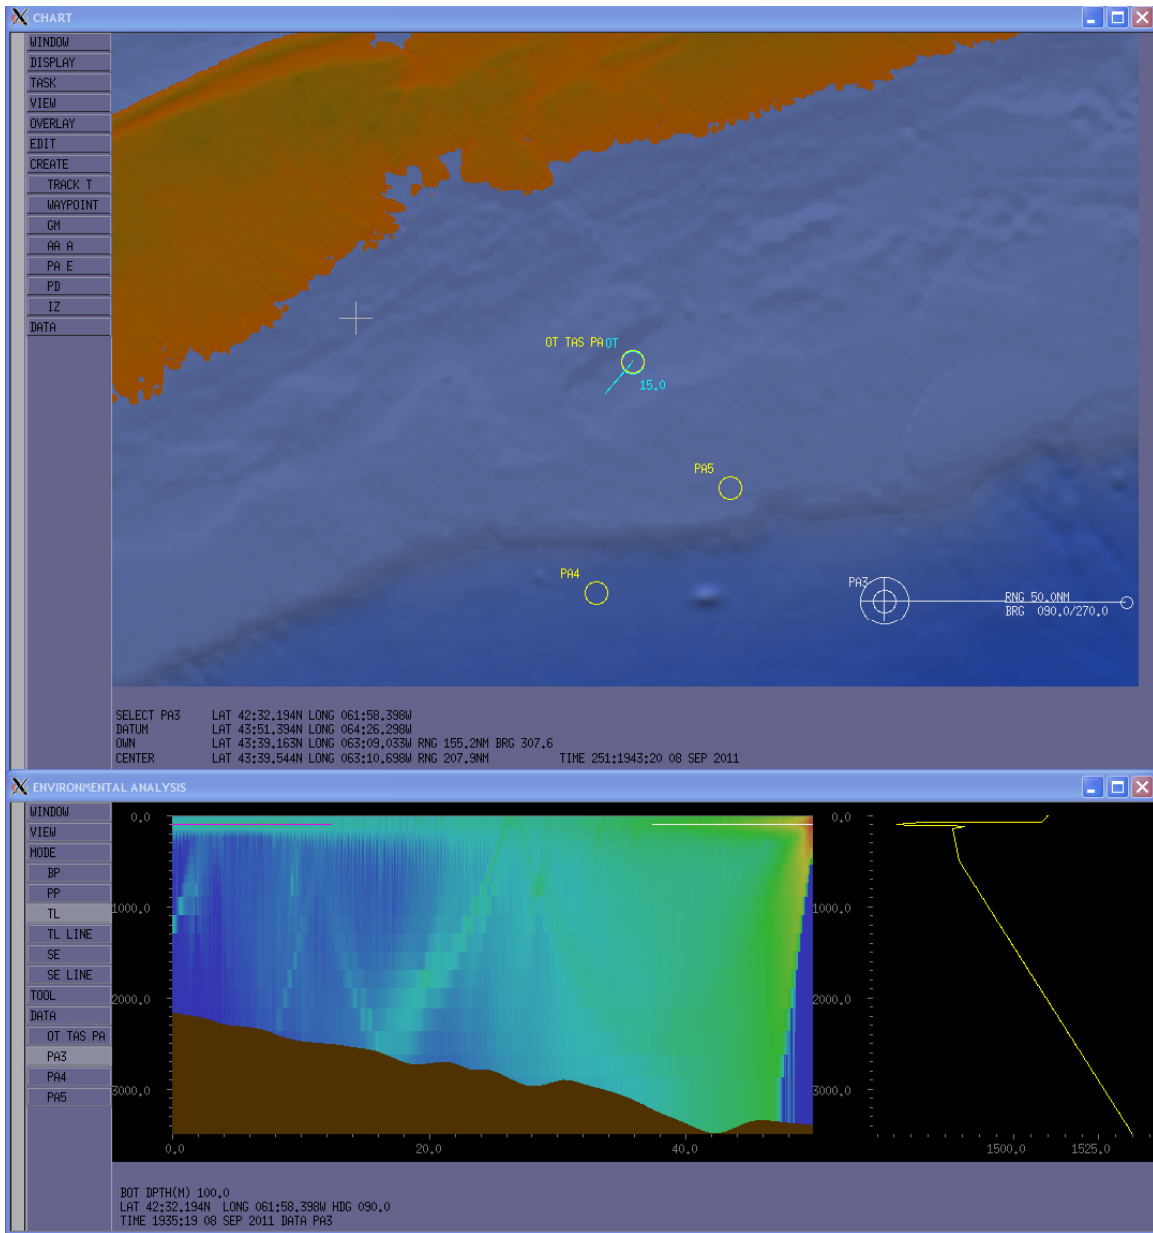 CHART
WINDOW
DISPLAY
TASK
VIEW
OVERLAY
EDIT
CREATE
TRACK T
WAYPOINT
GM
AA A
PA E
PD
IZ
DATA
OT TAS PA OT
15.0
PA5
PA4
PA3
RNG 50.0NM
BRG 090.0/270.0
SELECT PA3 LAT 42:32.194N LONG 061:58.398W
DATUM LAT 43:51.394N LONG 064:26.298W
OWN LAT 43:39.163N LONG 063:09.033W RNG 155.2NM BRG 307.6
CENTER LAT 43:39.544N LONG 063:10.698W RNG 207.9NM TIME 251:1943:20 08 SEP 2011
ENVIRONMENTAL ANALYSIS
WINDOW
VIEW
MODE
BP
PP
TL
TL LINE
SE
SE LINE
TOOL
DATA
OT TAS PA
PA3
PA4
PA5
0.0
1000.0
2000.0
3000.0
0.0 20.0 40.0
0.0
1000.0
2000.0
3000.0
1500.0 1525.0
BOT DPTH(M) 100.0
LAT 42:32.194N LONG 061:58.398W HDG 090.0
TIME 1935:19 08 SEP 2011 DATA PA3